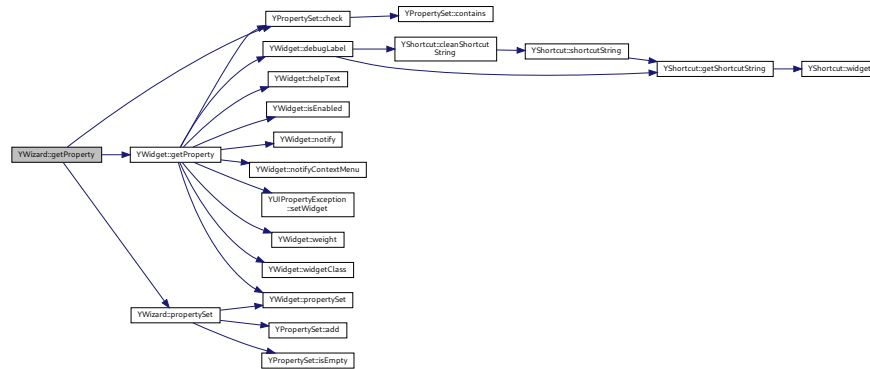 YPropertySet::check
YPropertySet::contains
YWidget::debugLabel
YShortcut::cleanShortcut
String
YShortcut::shortcutString
YShortcut::getShortcutString
YShortcut::widget
YWidget::helpText
YWidget::isEnabled
YWidget::notify
YWizard::getProperty
YWidget::getProperty
YWidget::notifyContextMenu
YUIPropertyException
::setWidget
YWidget::weight
YWidget::widgetClass
YWidget::propertySet
YWizard::propertySet
YPropertySet::add
YPropertySet::isEmpty